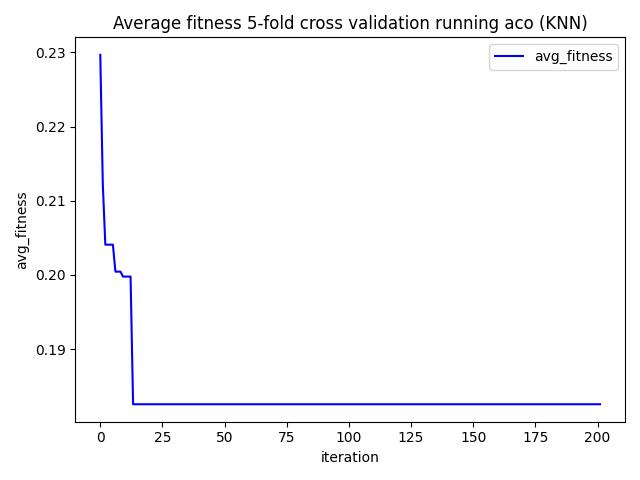 Average fitness 5-fold cross validation running aco (KNN)
avg_fitness
0.23
0.22
0.21
0.20
0.19
avg_fitness
0 25 50 75 100 125 150 175 200
iteration